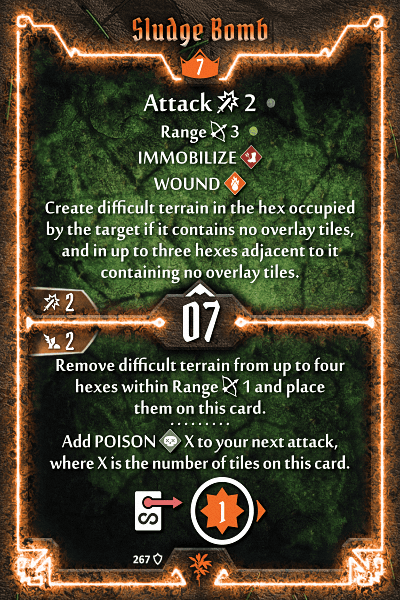 Sludge Bomb
7
Attack 2
Range 3
IMMOBILIZE
WOUND
Create difficult terrain in the hex occupied
by the target if it contains no overlay tiles,
and in up to three hexes adjacent to it
containing no overlay tiles.
2
07
2
Remove difficult terrain from up to four
hexes within Range 1 and place
them on this card.
Add POISON X to your next attack,
where X is the number of tiles on this card.
1
267